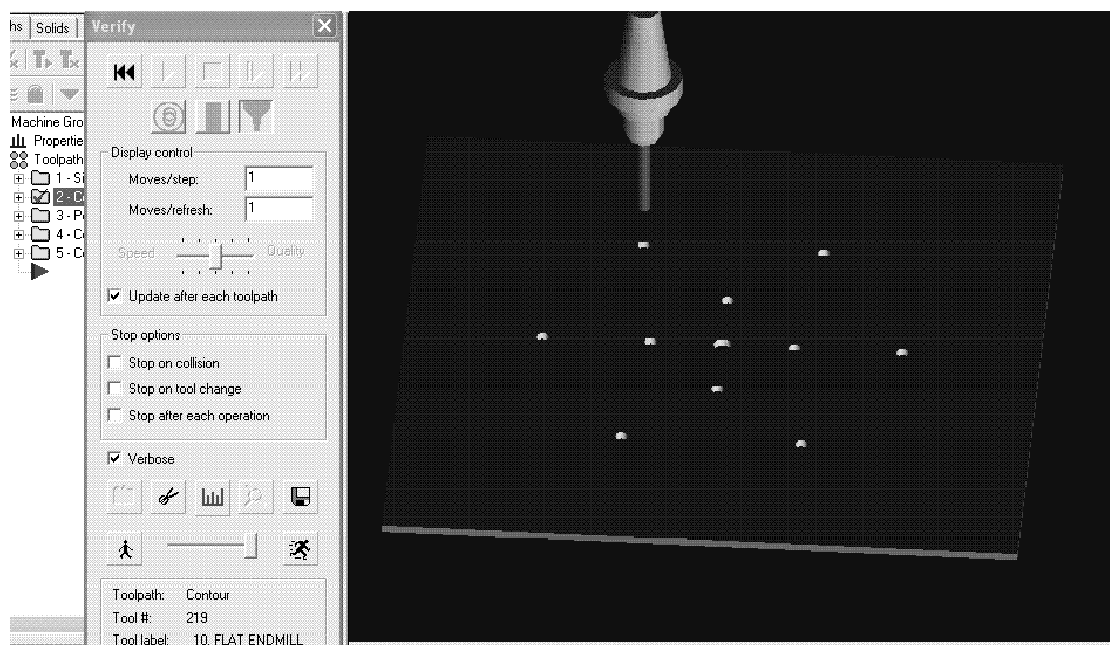 hs Solids
Verify
Machine Gro
Propertie
Toolpath
1 - Si
2 - C
3 - P
4 - C
5 - C
Display control
Moves/step: 1
Moves/refresh: 1
Speed Quality
Update after each toolpath
Stop options
Stop on collision
Stop on tool change
Stop after each operation
Verbose
Toolpath: Contour
Tool #: 219
Tool label: 10. FLAT ENDMILL